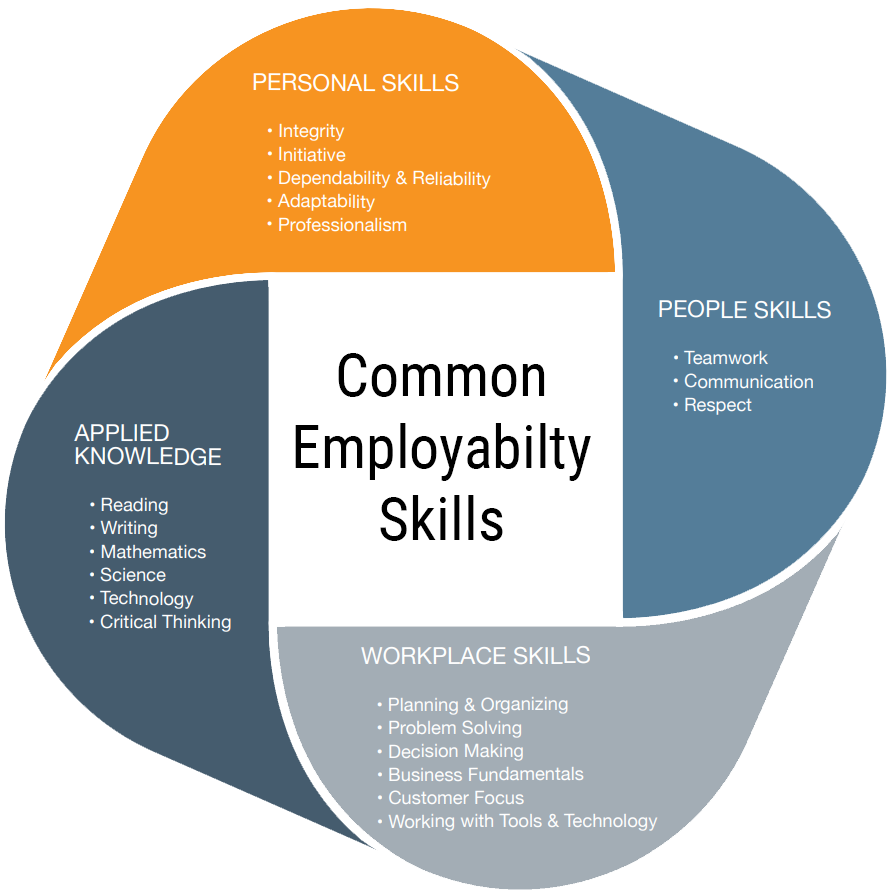 PERSONAL SKILLS
• Integrity
• Initiative
• Dependability & Reliability
• Adaptability
• Professionalism
PEOPLE SKILLS
• Teamwork
• Communication
• Respect
Common
Employabilty
Skills
APPLIED
KNOWLEDGE
• Reading
• Writing
• Mathematics
• Science
• Technology
• Critical Thinking
WORKPLACE SKILLS
• Planning & Organizing
• Problem Solving
• Decision Making
• Business Fundamentals
• Customer Focus
• Working with Tools & Technology